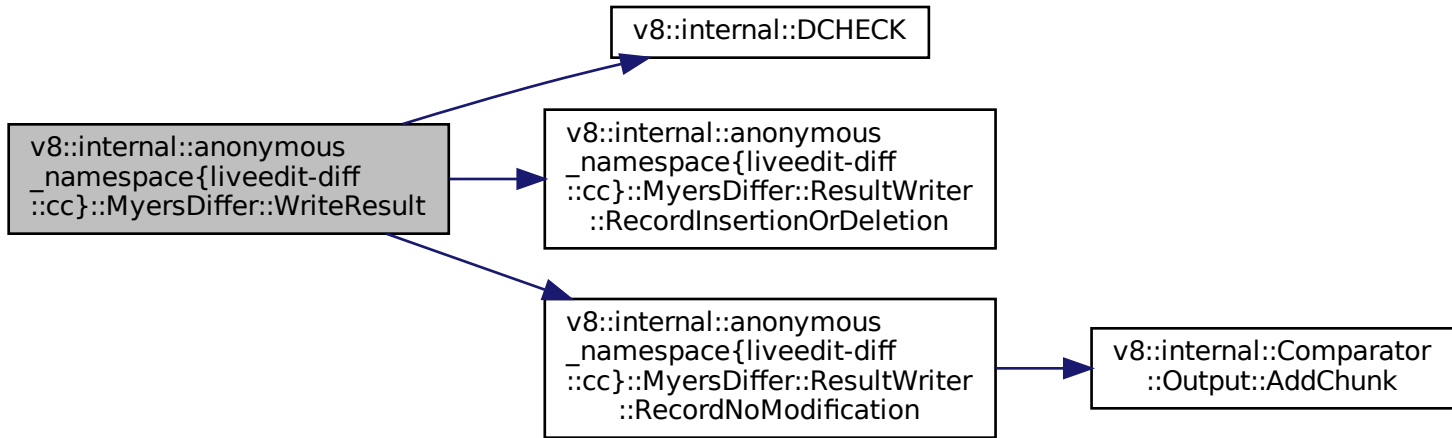 v8::internal::DCHECK
v8::internal::anonymous
_namespace{liveedit-diff
::cc}::MyersDiffer::WriteResult
v8::internal::anonymous
_namespace{liveedit-diff
::cc}::MyersDiffer::ResultWriter
::RecordInsertionOrDeletion
v8::internal::anonymous
_namespace{liveedit-diff
::cc}::MyersDiffer::ResultWriter
::RecordNoModification
v8::internal::Comparator
::Output::AddChunk